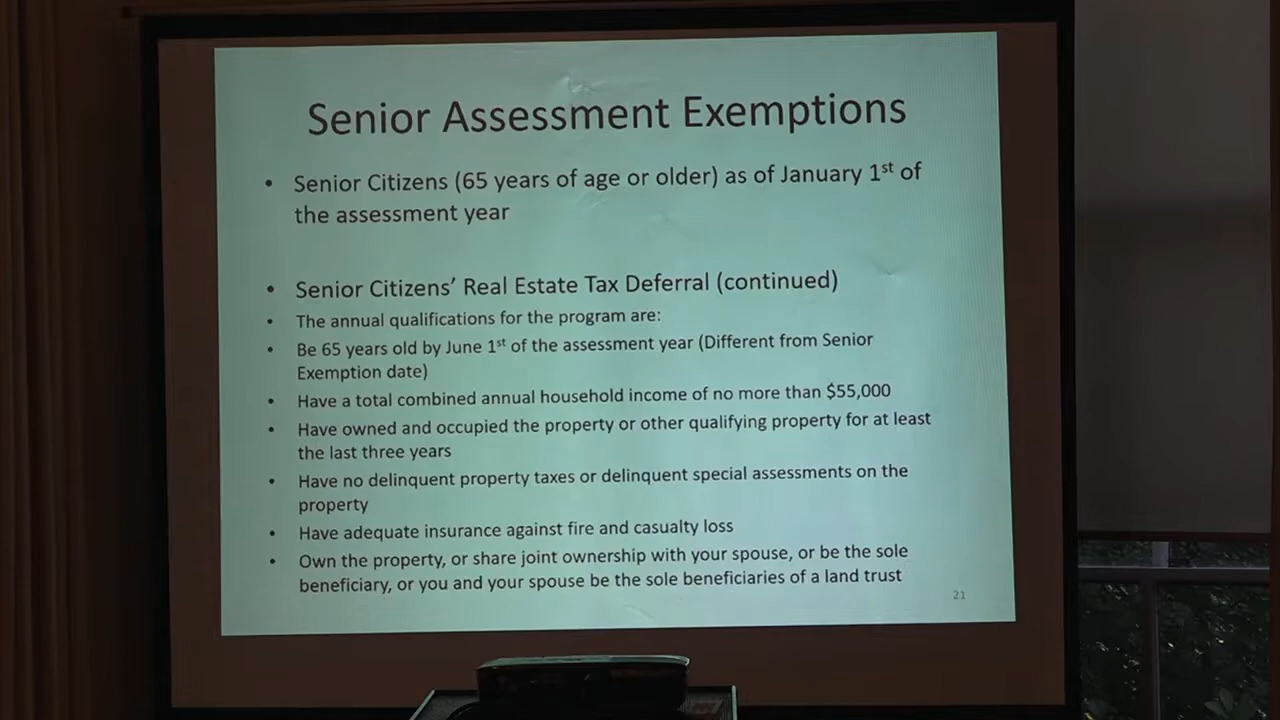 Senior Assessment Exemptions
• Senior Citizens (65 years of age or older) as of January 1st of
the assessment year
• Senior Citizens’ Real Estate Tax Deferral (continued)
• The annual qualifications for the program are:
• Be 65 years old by June 1st of the assessment year (Different from Senior
Exemption date)
• Have a total combined annual household income of no more than $55,000
• Have owned and occupied the property or other qualifying property for at least
the last three years
• Have no delinquent property taxes or delinquent special assessments on the
property
• Have adequate insurance against fire and casualty loss
• Own the property, or share joint ownership with your spouse, or be the sole
beneficiary, or you and your spouse be the sole beneficiaries of a land trust
21